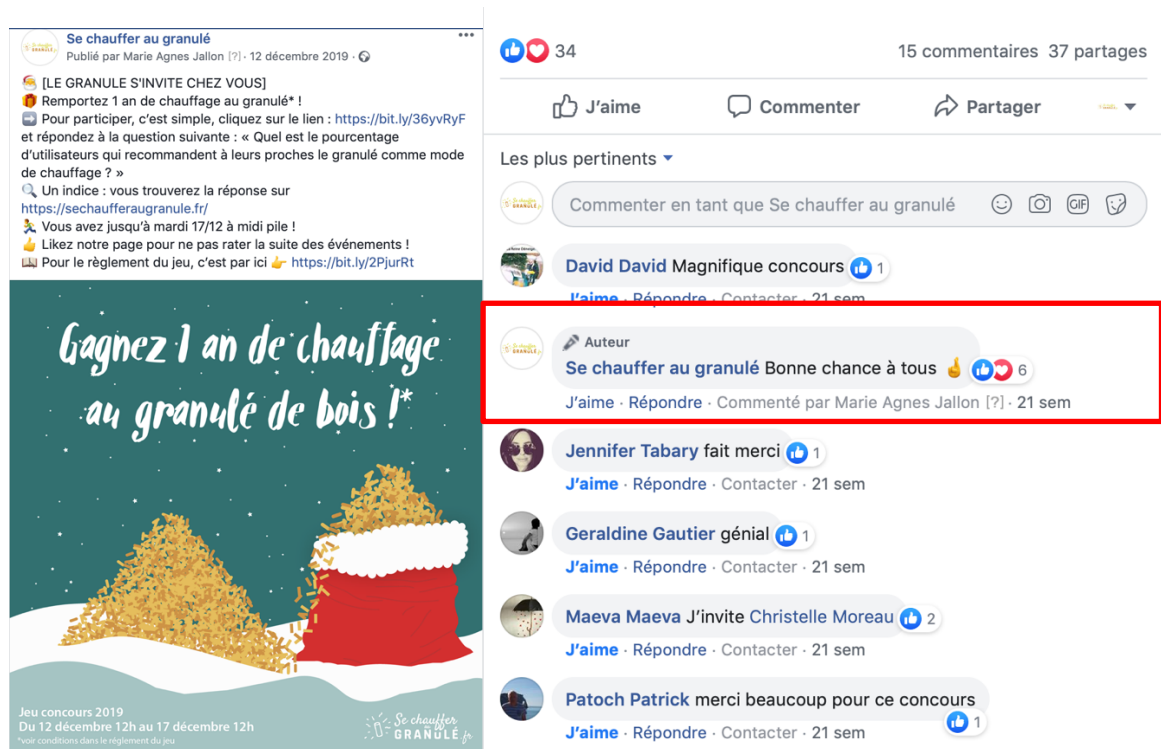 Se chauffer au granulé
Publié par Marie Agnes Jallon [?] · 12 décembre 2019 ·
🎅 [LE GRANULE S'INVITE CHEZ VOUS]
🎁 Remportez 1 an de chauffage au granulé* !
➡️ Pour participer, c'est simple, cliquez sur le lien : https://bit.ly/36yvRyF
et répondez à la question suivante : « Quel est le pourcentage
d'utilisateurs qui recommandent à leurs proches le granulé comme mode
de chauffage ? »
🔍 Un indice : vous trouverez la réponse sur
https://sechaufferaugranule.fr/
🏃 Vous avez jusqu'à mardi 17/12 à midi pile !
👍 Likez notre page pour ne pas rater la suite des événements !
📖 Pour le règlement du jeu, c'est par ici 👉 https://bit.ly/2PjurRt
Gagnez 1 an de chauffage
au granulé de bois !*
Jeu concours 2019
Du 12 décembre 12h au 17 décembre 12h
*voir conditions dans le réglement du jeu
Se chauffer
au GRANULÉ.fr
34
15 commentaires 37 partages
J'aime
Commenter
Partager
Les plus pertinents
Commenter en tant que Se chauffer au granulé
GIF
David David Magnifique concours 1
J'aime · Répondre · Contacter · 21 sem
Auteur
Se chauffer au granulé Bonne chance à tous 🤞 6
J'aime · Répondre · Commenté par Marie Agnes Jallon [?] · 21 sem
Jennifer Tabary fait merci 1
J'aime · Répondre · Contacter · 21 sem
Geraldine Gautier génial 1
J'aime · Répondre · Contacter · 21 sem
Maeva Maeva J'invite Christelle Moreau 2
J'aime · Répondre · Contacter · 21 sem
Patoch Patrick merci beaucoup pour ce concours
1
J'aime · Répondre · Contacter · 21 sem